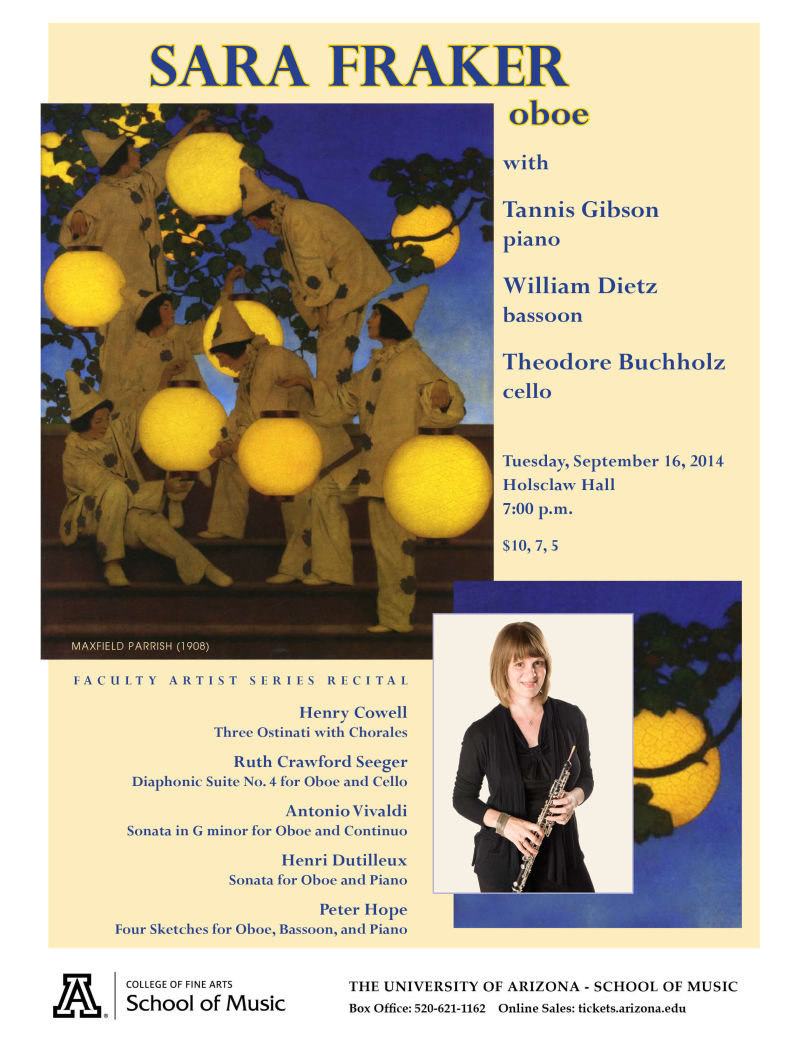 SARA FRAKER
oboe
with
Tannis Gibson
piano
William Dietz
bassoon
Theodore Buchholz
cello
Tuesday, September 16, 2014
Holsclaw Hall
7:00 p.m.
$10, 7, 5
MAXFIELD PARRISH (1908)
FACULTY ARTIST SERIES RECITAL
Henry Cowell
Three Ostinati with Chorales
Ruth Crawford Seeger
Diaphonic Suite No. 4 for Oboe and Cello
Antonio Vivaldi
Sonata in G minor for Oboe and Continuo
Henri Dutilleux
Sonata for Oboe and Piano
Peter Hope
Four Sketches for Oboe, Bassoon, and Piano
A®
COLLEGE OF FINE ARTS
School of Music
THE UNIVERSITY OF ARIZONA - SCHOOL OF MUSIC
Box Office: 520-621-1162 Online Sales: tickets.arizona.edu